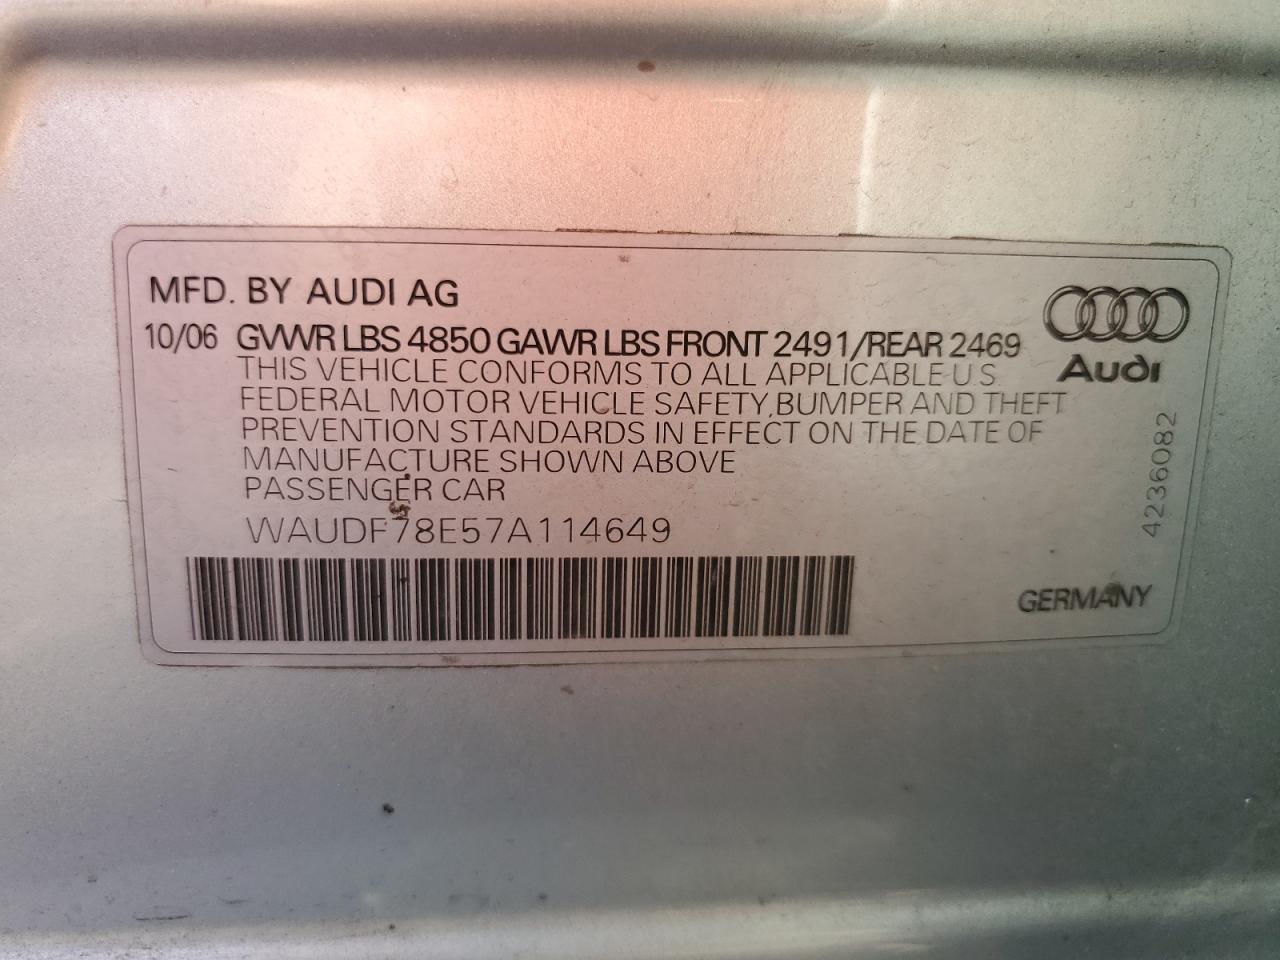 MFD. BY AUDI AG
10/06 GVWR LBS 4850 GAWR LBS FRONT 2491/REAR 2469
THIS VEHICLE CONFORMS TO ALL APPLICABLE U.S.
FEDERAL MOTOR VEHICLE SAFETY, BUMPER AND THEFT
PREVENTION STANDARDS IN EFFECT ON THE DATE OF
MANUFACTURE SHOWN ABOVE
PASSENGER CAR
WAUDF78E57A114649
Audi
4236082
GERMANY